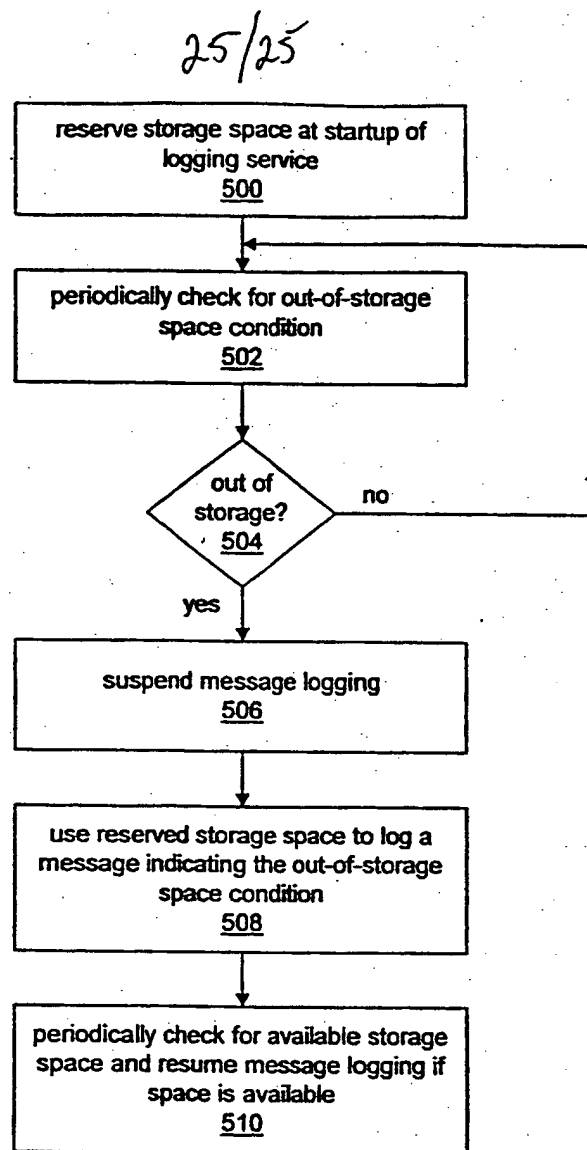 25/25
reserve storage space at startup of
logging service
500
periodically check for out-of-storage
space condition
502
out of
storage?
504
no
yes
suspend message logging
506
use reserved storage space to log a
message indicating the out-of-storage
space condition
508
periodically check for available storage
space and resume message logging if
space is available
510